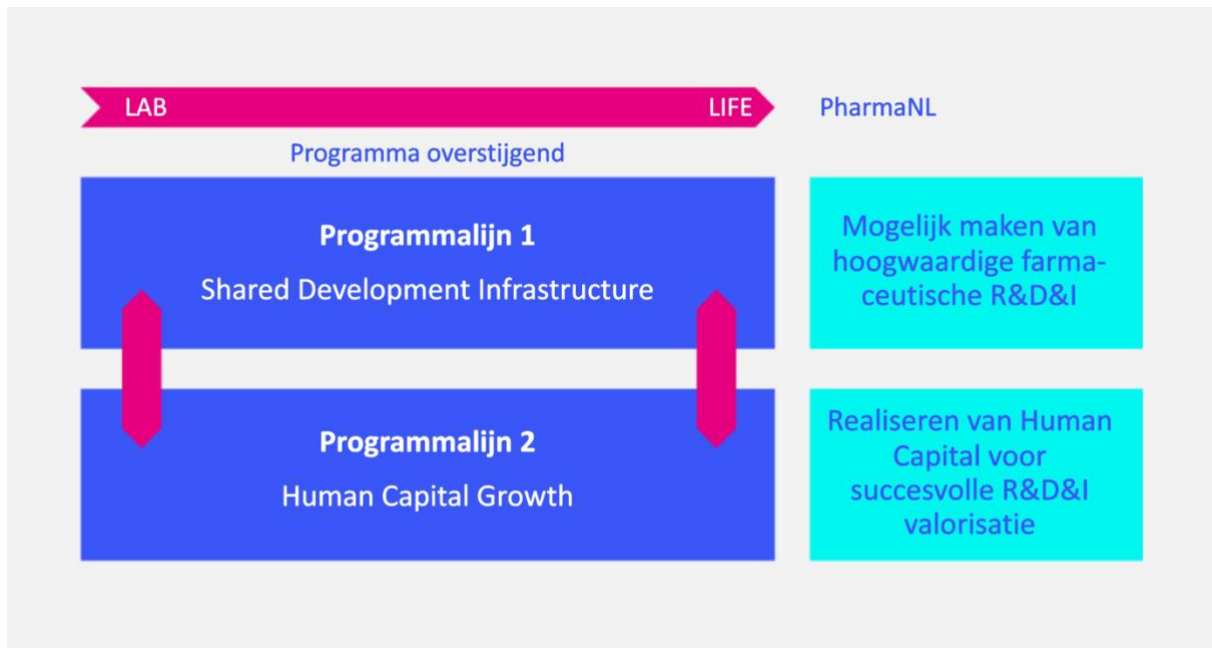 LAB
LIFE
PharmaNL
Programma overstijgend
Programmalijn 1
Shared Development Infrastructure
Mogelijk maken van
hoogwaardige farma-
ceutische R&D&I
Programmalijn 2
Human Capital Growth
Realiseren van Human
Capital voor
succesvolle R&D&I
valorisatie